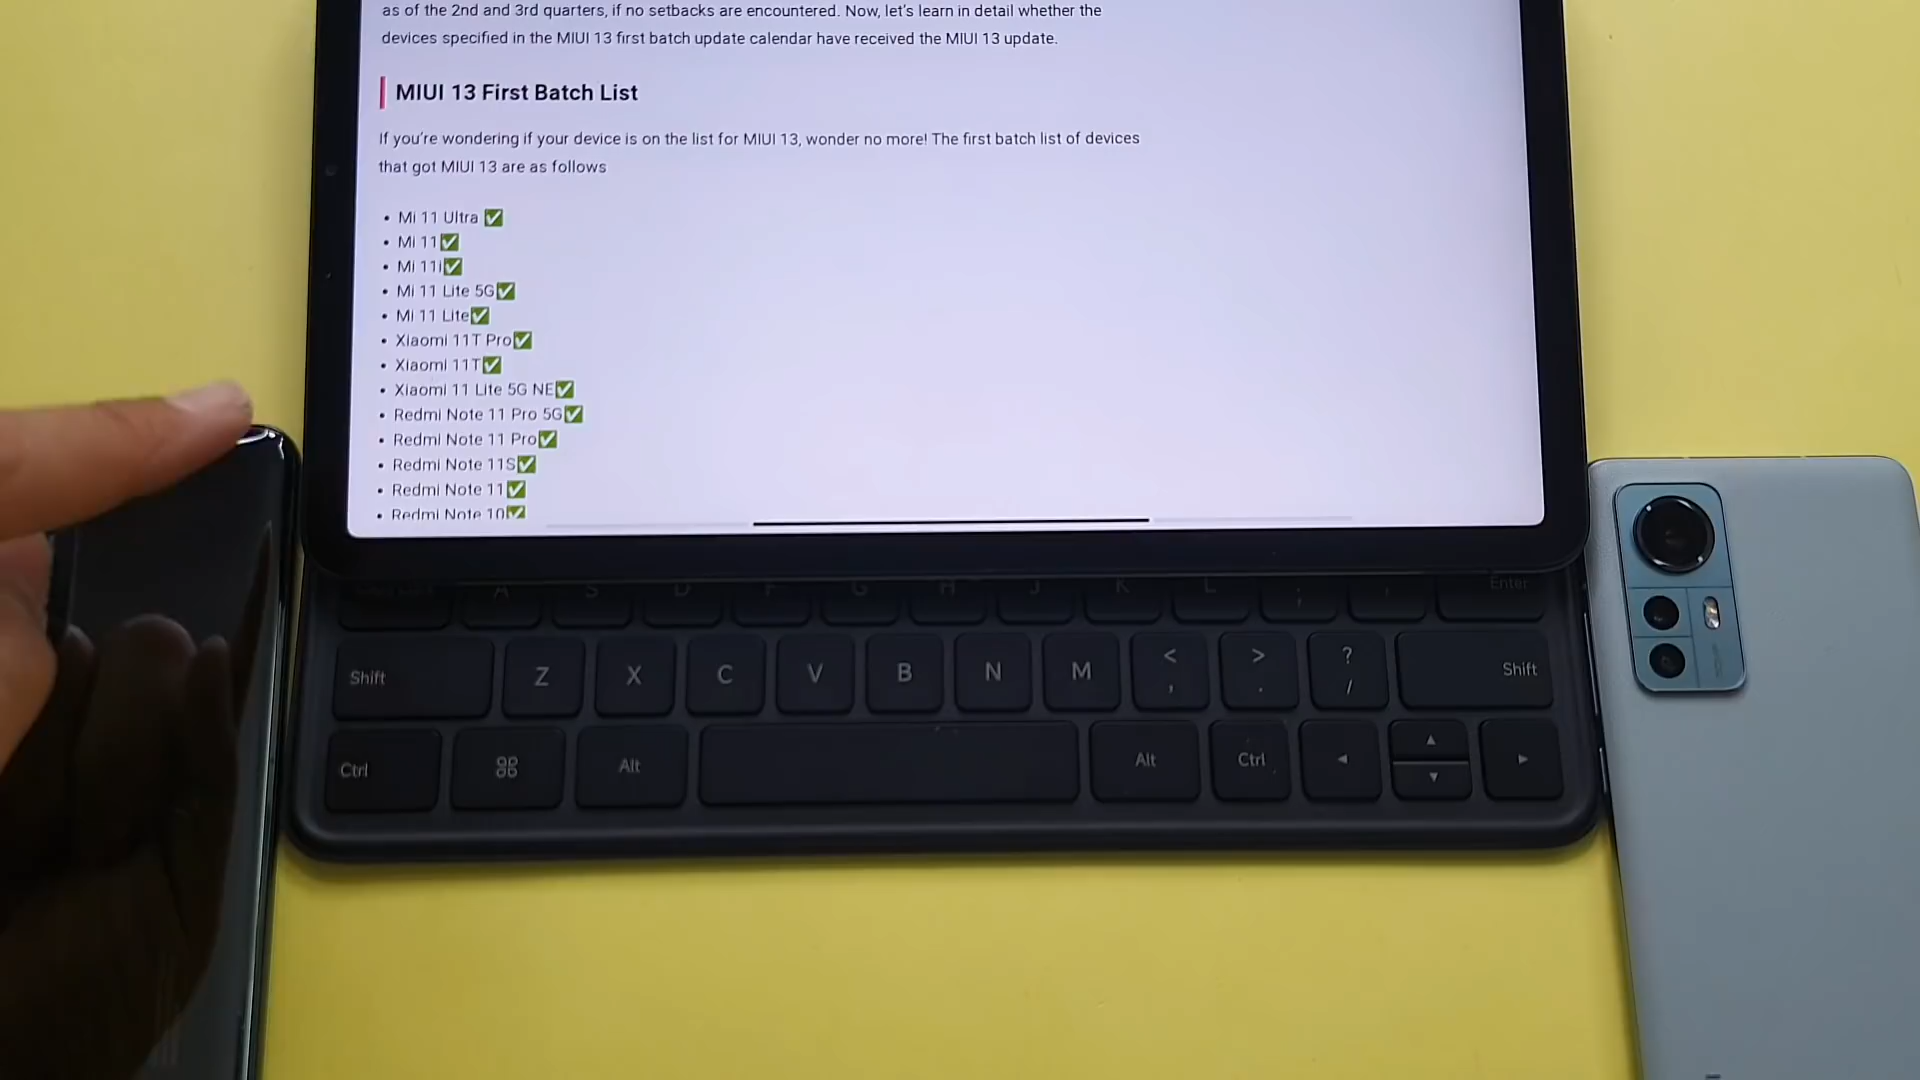 as of the 2nd and 3rd quarters, if no setbacks are encountered. Now, let's learn in detail whether the
devices specified in the MIUI 13 first batch update calendar have received the MIUI 13 update.
MIUI 13 First Batch List
If you're wondering if your device is on the list for MIUI 13, wonder no more! The first batch list of devices
that got MIUI 13 are as follows
• Mi 11 Ultra ✅
• Mi 11✅
• Mi 11i✅
• Mi 11 Lite 5G✅
• Mi 11 Lite✅
• Xiaomi 11T Pro✅
• Xiaomi 11T✅
• Xiaomi 11 Lite 5G NE✅
• Redmi Note 11 Pro 5G✅
• Redmi Note 11 Pro✅
• Redmi Note 11S✅
• Redmi Note 11✅
• Redmi Note 10✅
A S D F G H J K L ; ' Enter
Shift Z X C V B N M < , > . ? / Shift
Ctrl ⌘ Alt Alt Ctrl ◄ ▲ ▼ ►